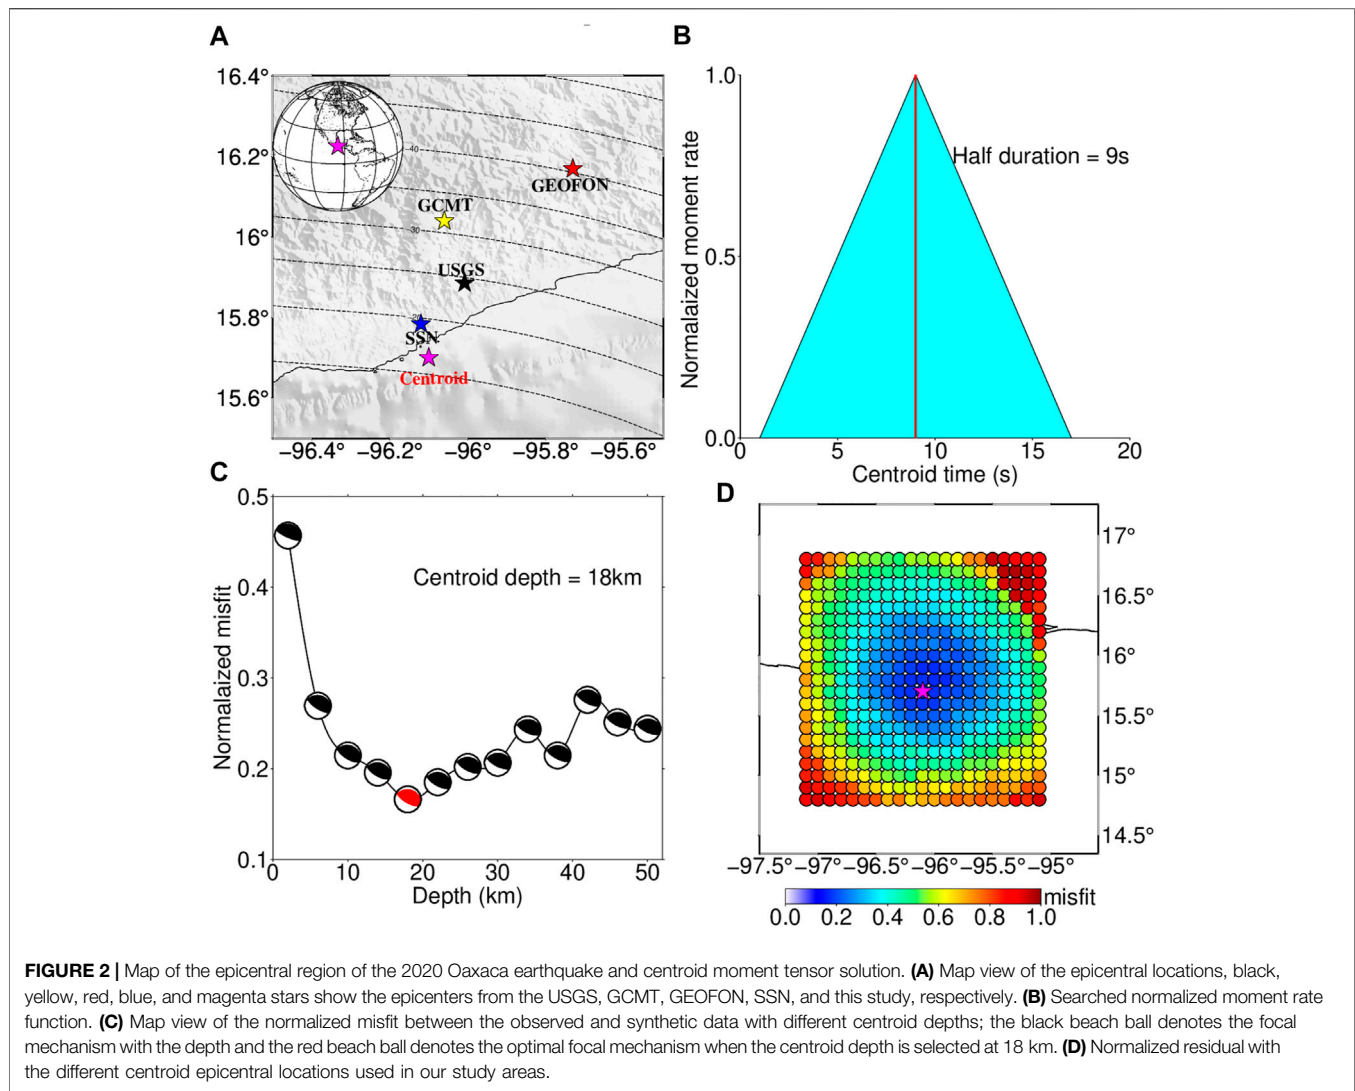 A
16.4°
16.2°
16°
15.8°
15.6°
−96.4° −96.2° −96° −95.8° −95.6°
40
30
20
GEOFON
GCMT
USGS
SSN
Centroid
B
Normalaized moment rate
1.0
0.5
0.0
0 5 10 15 20
Half duration = 9s
Centroid time (s)
C
Normalaized misfit
0.5
0.4
0.3
0.2
0.1
0 10 20 30 40 50
Centroid depth = 18km
Depth (km)
D
17°
16.5°
16°
15.5°
15°
14.5°
−97.5° −97° −96.5° −96° −95.5° −95°
misfit
0.0 0.2 0.4 0.6 0.8 1.0
FIGURE 2 | Map of the epicentral region of the 2020 Oaxaca earthquake and centroid moment tensor solution. (A) Map view of the epicentral locations, black,
yellow, red, blue, and magenta stars show the epicenters from the USGS, GCMT, GEOFON, SSN, and this study, respectively. (B) Searched normalized moment rate
function. (C) Map view of the normalized misfit between the observed and synthetic data with different centroid depths; the black beach ball denotes the focal
mechanism with the depth and the red beach ball denotes the optimal focal mechanism when the centroid depth is selected at 18 km. (D) Normalized residual with
the different centroid epicentral locations used in our study areas.